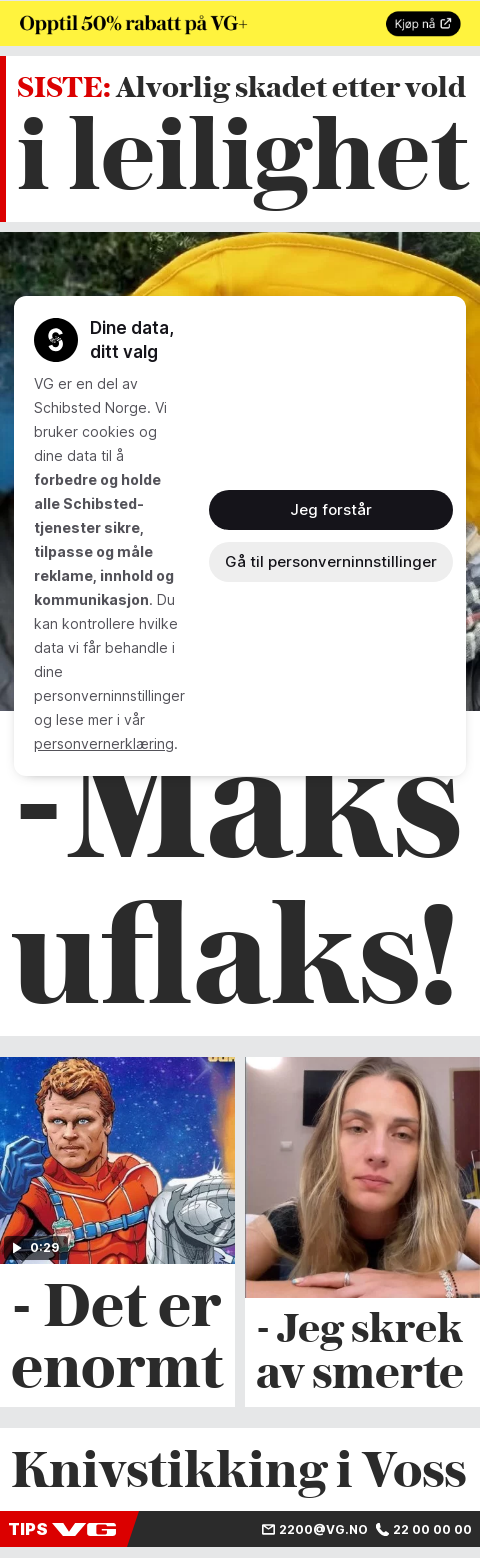 Opptil 50% rabatt på VG+
Kjøp nå
SISTE: Alvorlig skadet etter vold
i leilighet
Dine data,
ditt valg
VG er en del av
Schibsted Norge. Vi
bruker cookies og
dine data til å
forbedre og holde
alle Schibsted-
tjenester sikre,
tilpasse og måle
reklame, innhold og
kommunikasjon. Du
kan kontrollere hvilke
data vi får behandle i
dine
personverninnstillinger
og lese mer i vår
personvernerklæring.
Jeg forstår
Gå til personverninnstillinger
-Maks
uflaks!
0:29
- Det er
enormt
- Jeg skrek
av smerte
Knivstikking i Voss
TIPS VG
2200@VG.NO 22 00 00 00